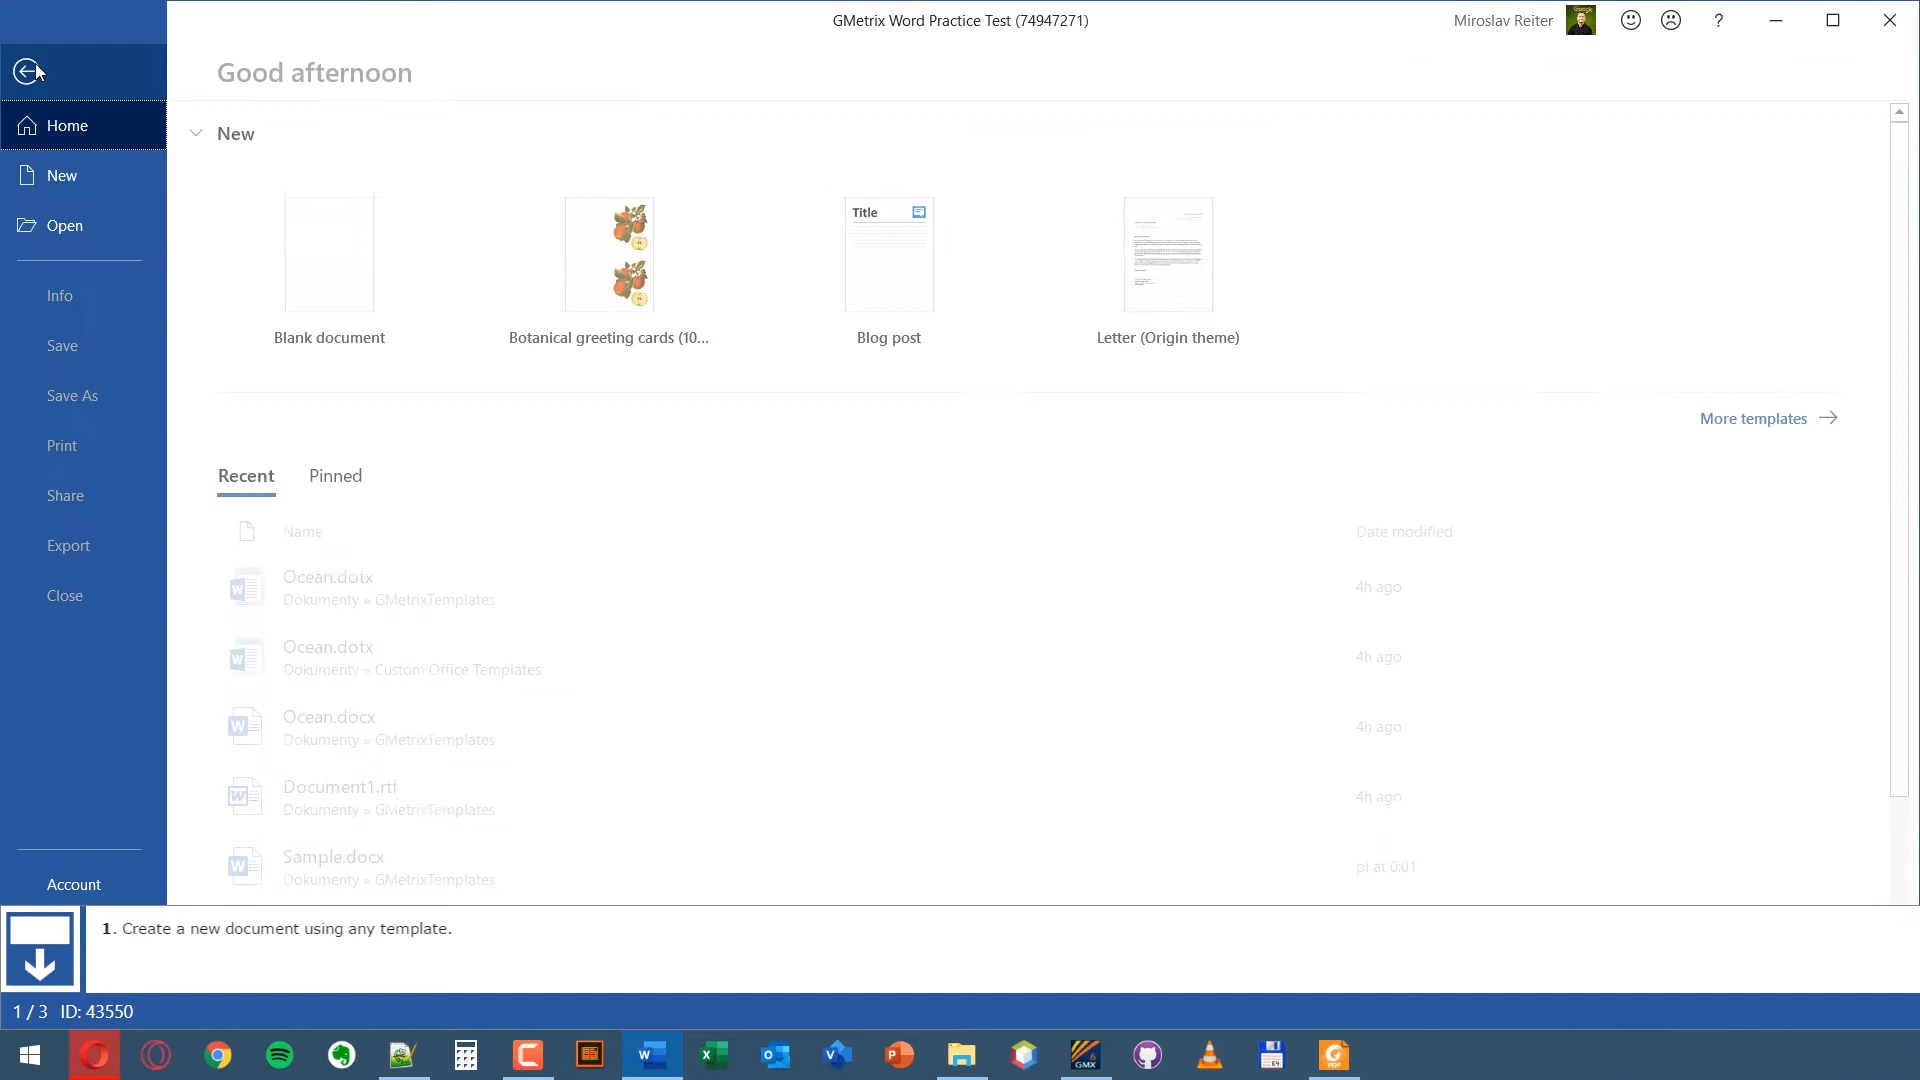 GMetrix Word Practice Test (74947271)
Miroslav Reiter
?
Good afternoon
Home
New
Open
Info
Save
Save As
Print
Share
Export
Close
Account
New
Title
Blank document
Botanical greeting cards (10...
Blog post
Letter (Origin theme)
More templates
Recent
Pinned
Name
Date modified
Ocean.dotx
Dokumenty » GMetrixTemplates
4h ago
Ocean.dotx
Dokumenty » Custom Office Templates
4h ago
Ocean.docx
Dokumenty » GMetrixTemplates
4h ago
Document1.rtf
Dokumenty » GMetrixTemplates
4h ago
Sample.docx
Dokumenty » GMetrixTemplates
pi at 0:01
1. Create a new document using any template.
1 / 3 ID: 43550